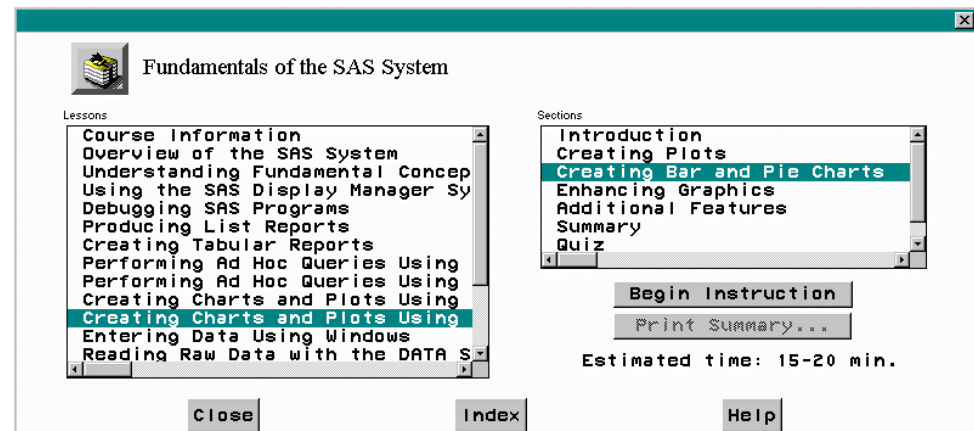 Fundamentals of the SAS System
Lessons
Course Information
Overview of the SAS System
Understanding Fundamental Concep
Using the SAS Display Manager Sy
Debugging SAS Programs
Producing List Reports
Creating Tabular Reports
Performing Ad Hoc Queries Using
Performing Ad Hoc Queries Using
Creating Charts and Plots Using
Creating Charts and Plots Using
Entering Data Using Windows
Reading Raw Data with the DATA S
Sections
Introduction
Creating Plots
Creating Bar and Pie Charts
Enhancing Graphics
Additional Features
Summary
Quiz
Begin Instruction
Print Summary...
Estimated time: 15-20 min.
Close
Index
Help